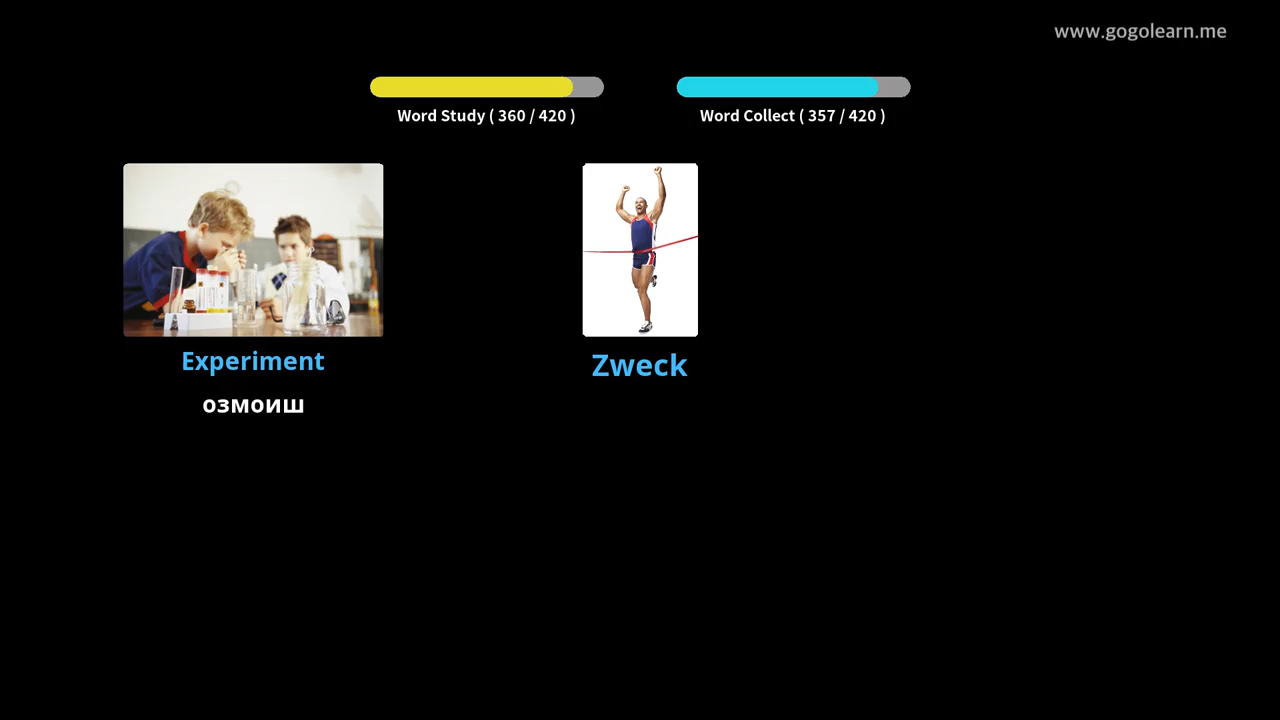 www.gogolearn.me
Word Study ( 360 / 420 )
Word Collect ( 357 / 420 )
Experiment
озмоиш
Zweck